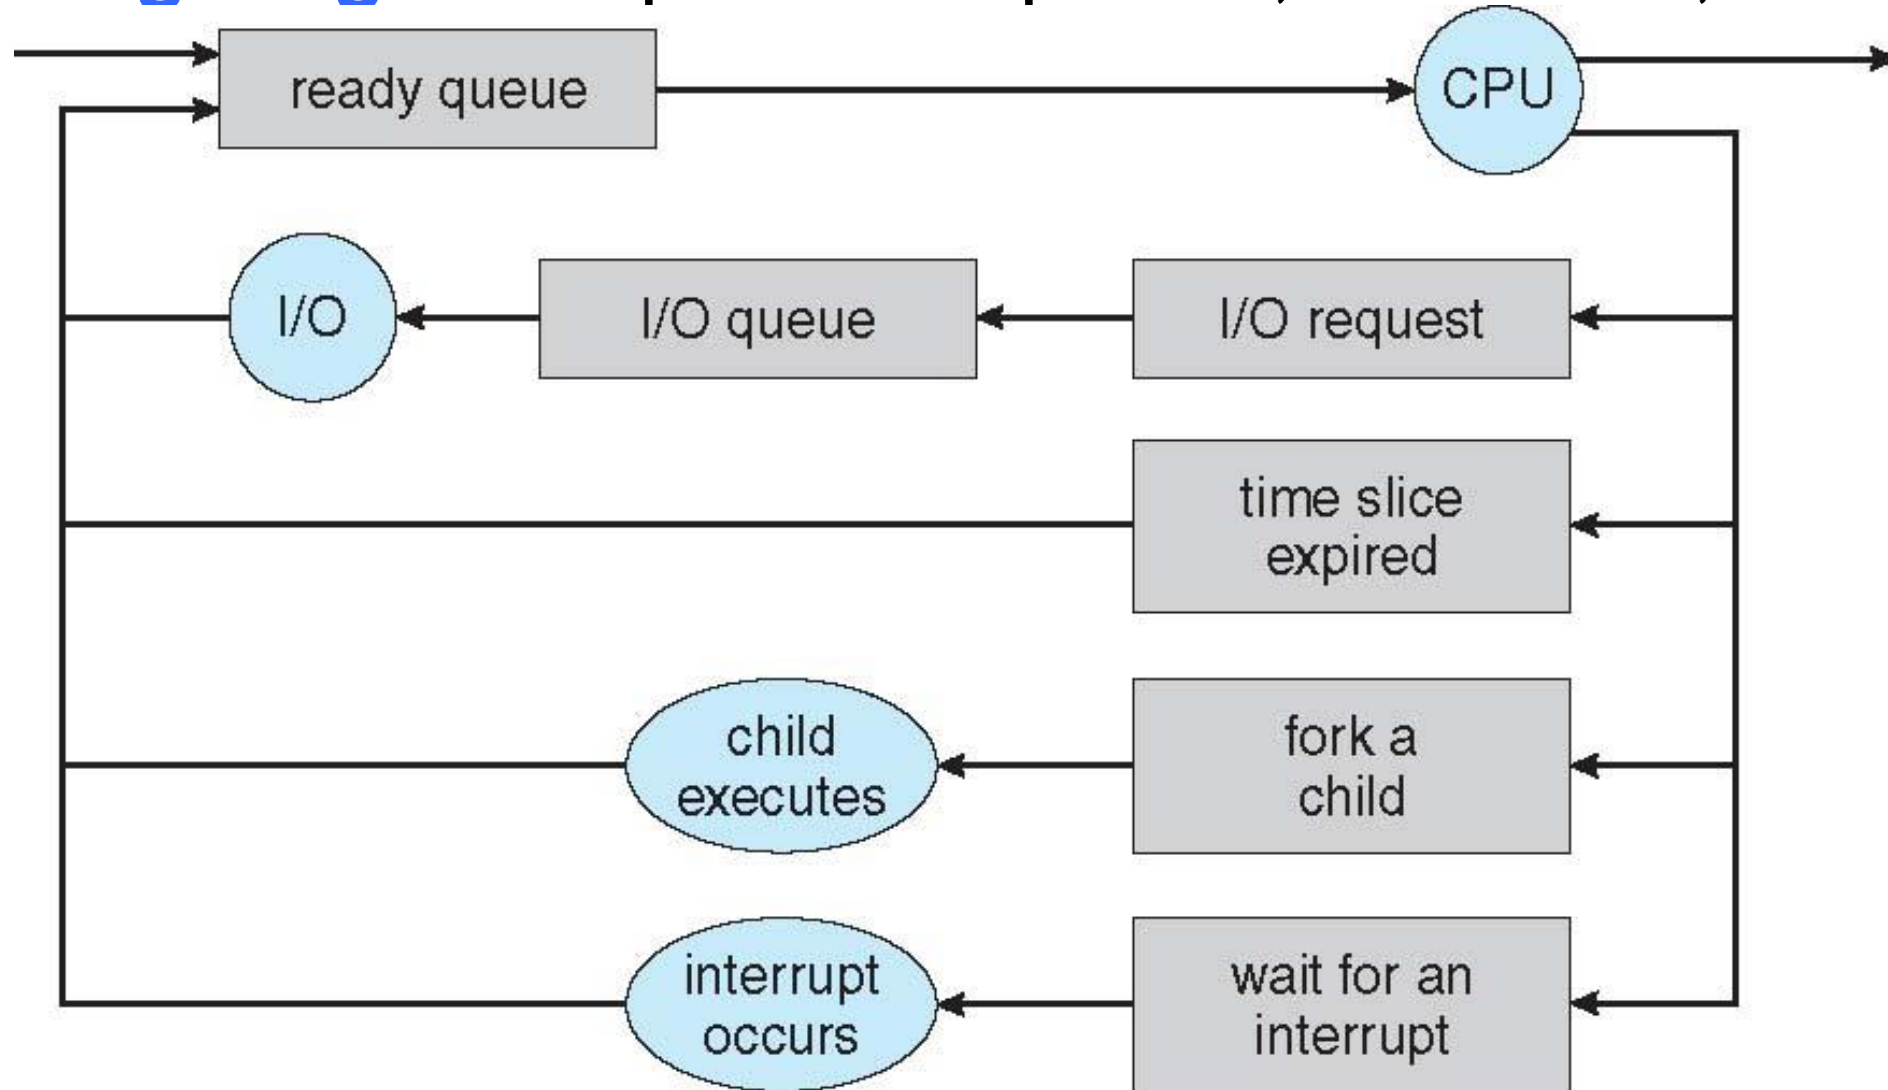 ready queue
CPU
I/O
I/O queue
I/O request
time slice
expired
child
executes
fork a
child
interrupt
occurs
wait for an
interrupt